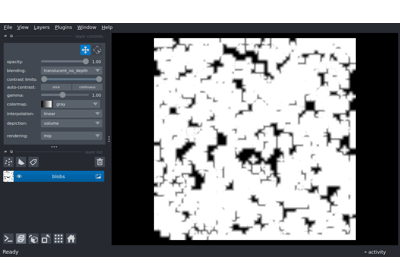 File View Layers Plugins Window Help
opacity: 1.00
blending: translucent_no_depth
contrast limits:
auto-contrast: once continuous
gamma: 1.00
colormap: gray
interpolation: linear
depiction: volume
rendering: mip
blobs
Ready activity